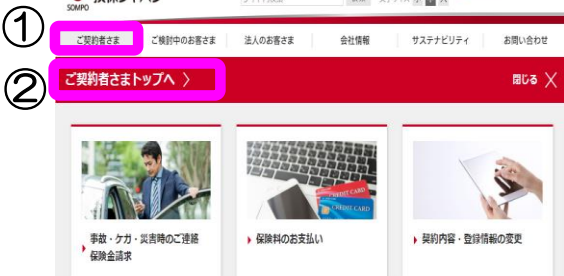 SOMPO
①
ご契約者さま
ご検討中のお客さま
法人のお客さま
会社情報
サステナビリティ
お問い合わせ
②
ご契約者さまトップへ 〉
閉じる ╳
事故・ケガ・災害時のご連絡
保険金請求
保険料のお支払い
契約内容・登録情報の変更
CREDIT CARD
CREDIT CARD